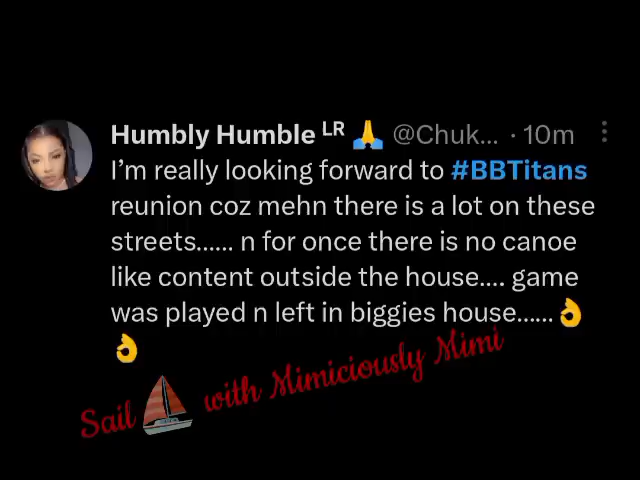 Humbly Humble ᴸᴿ 🙏 @Chuk... · 10m
I’m really looking forward to #BBTitans
reunion coz mehn there is a lot on these
streets...... n for once there is no canoe
like content outside the house.... game
was played n left in biggies house......👌
👌
Sail ⛵ with Mimiciously Mimi